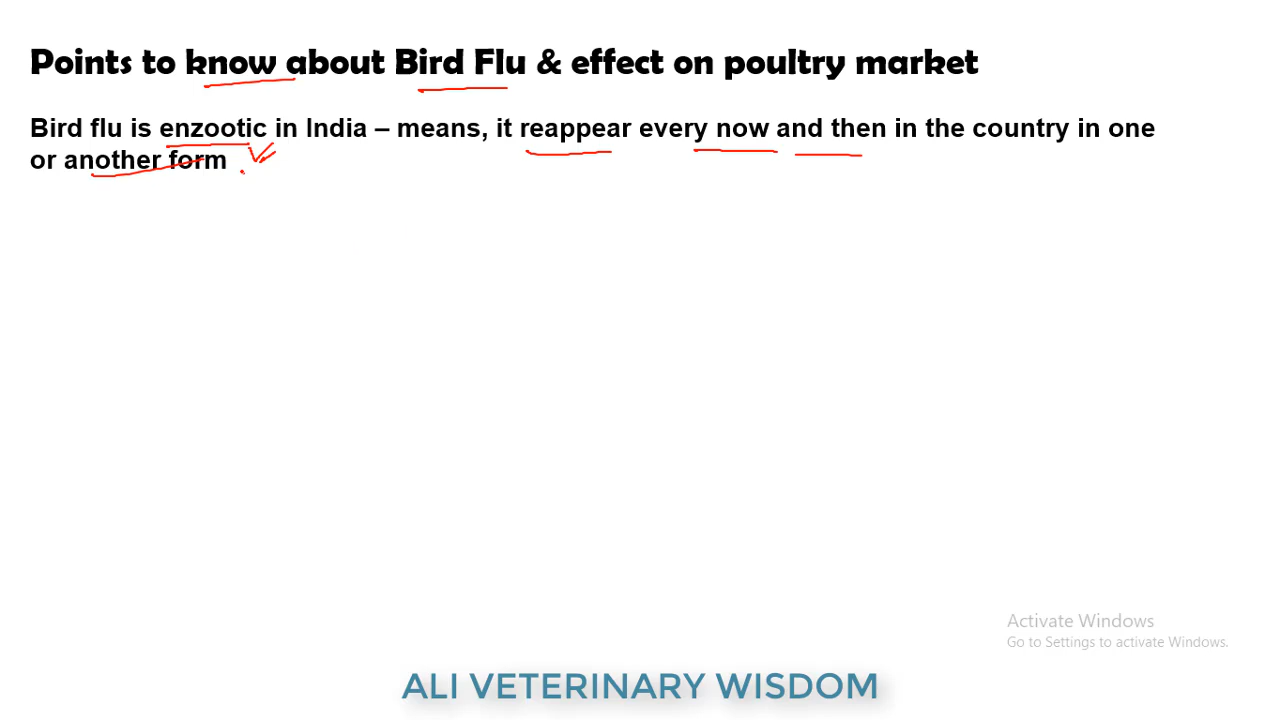 Points to know about Bird Flu & effect on poultry market
Bird flu is enzootic in India – means, it reappear every now and then in the country in one
or another form
Activate Windows
Go to Settings to activate Windows.
ALI VETERINARY WISDOM